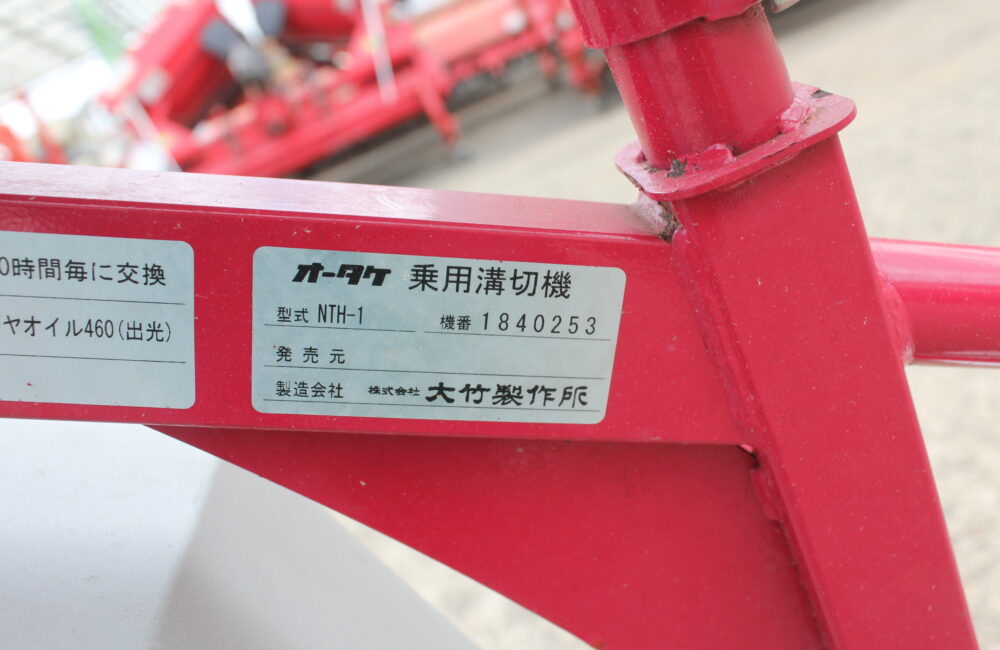 0時間毎に交換
ヤオイル460(出光)
オータケ 乗用溝切機
型式 NTH-1 機番 1840253
発売元
製造会社 株式会社 大竹製作所